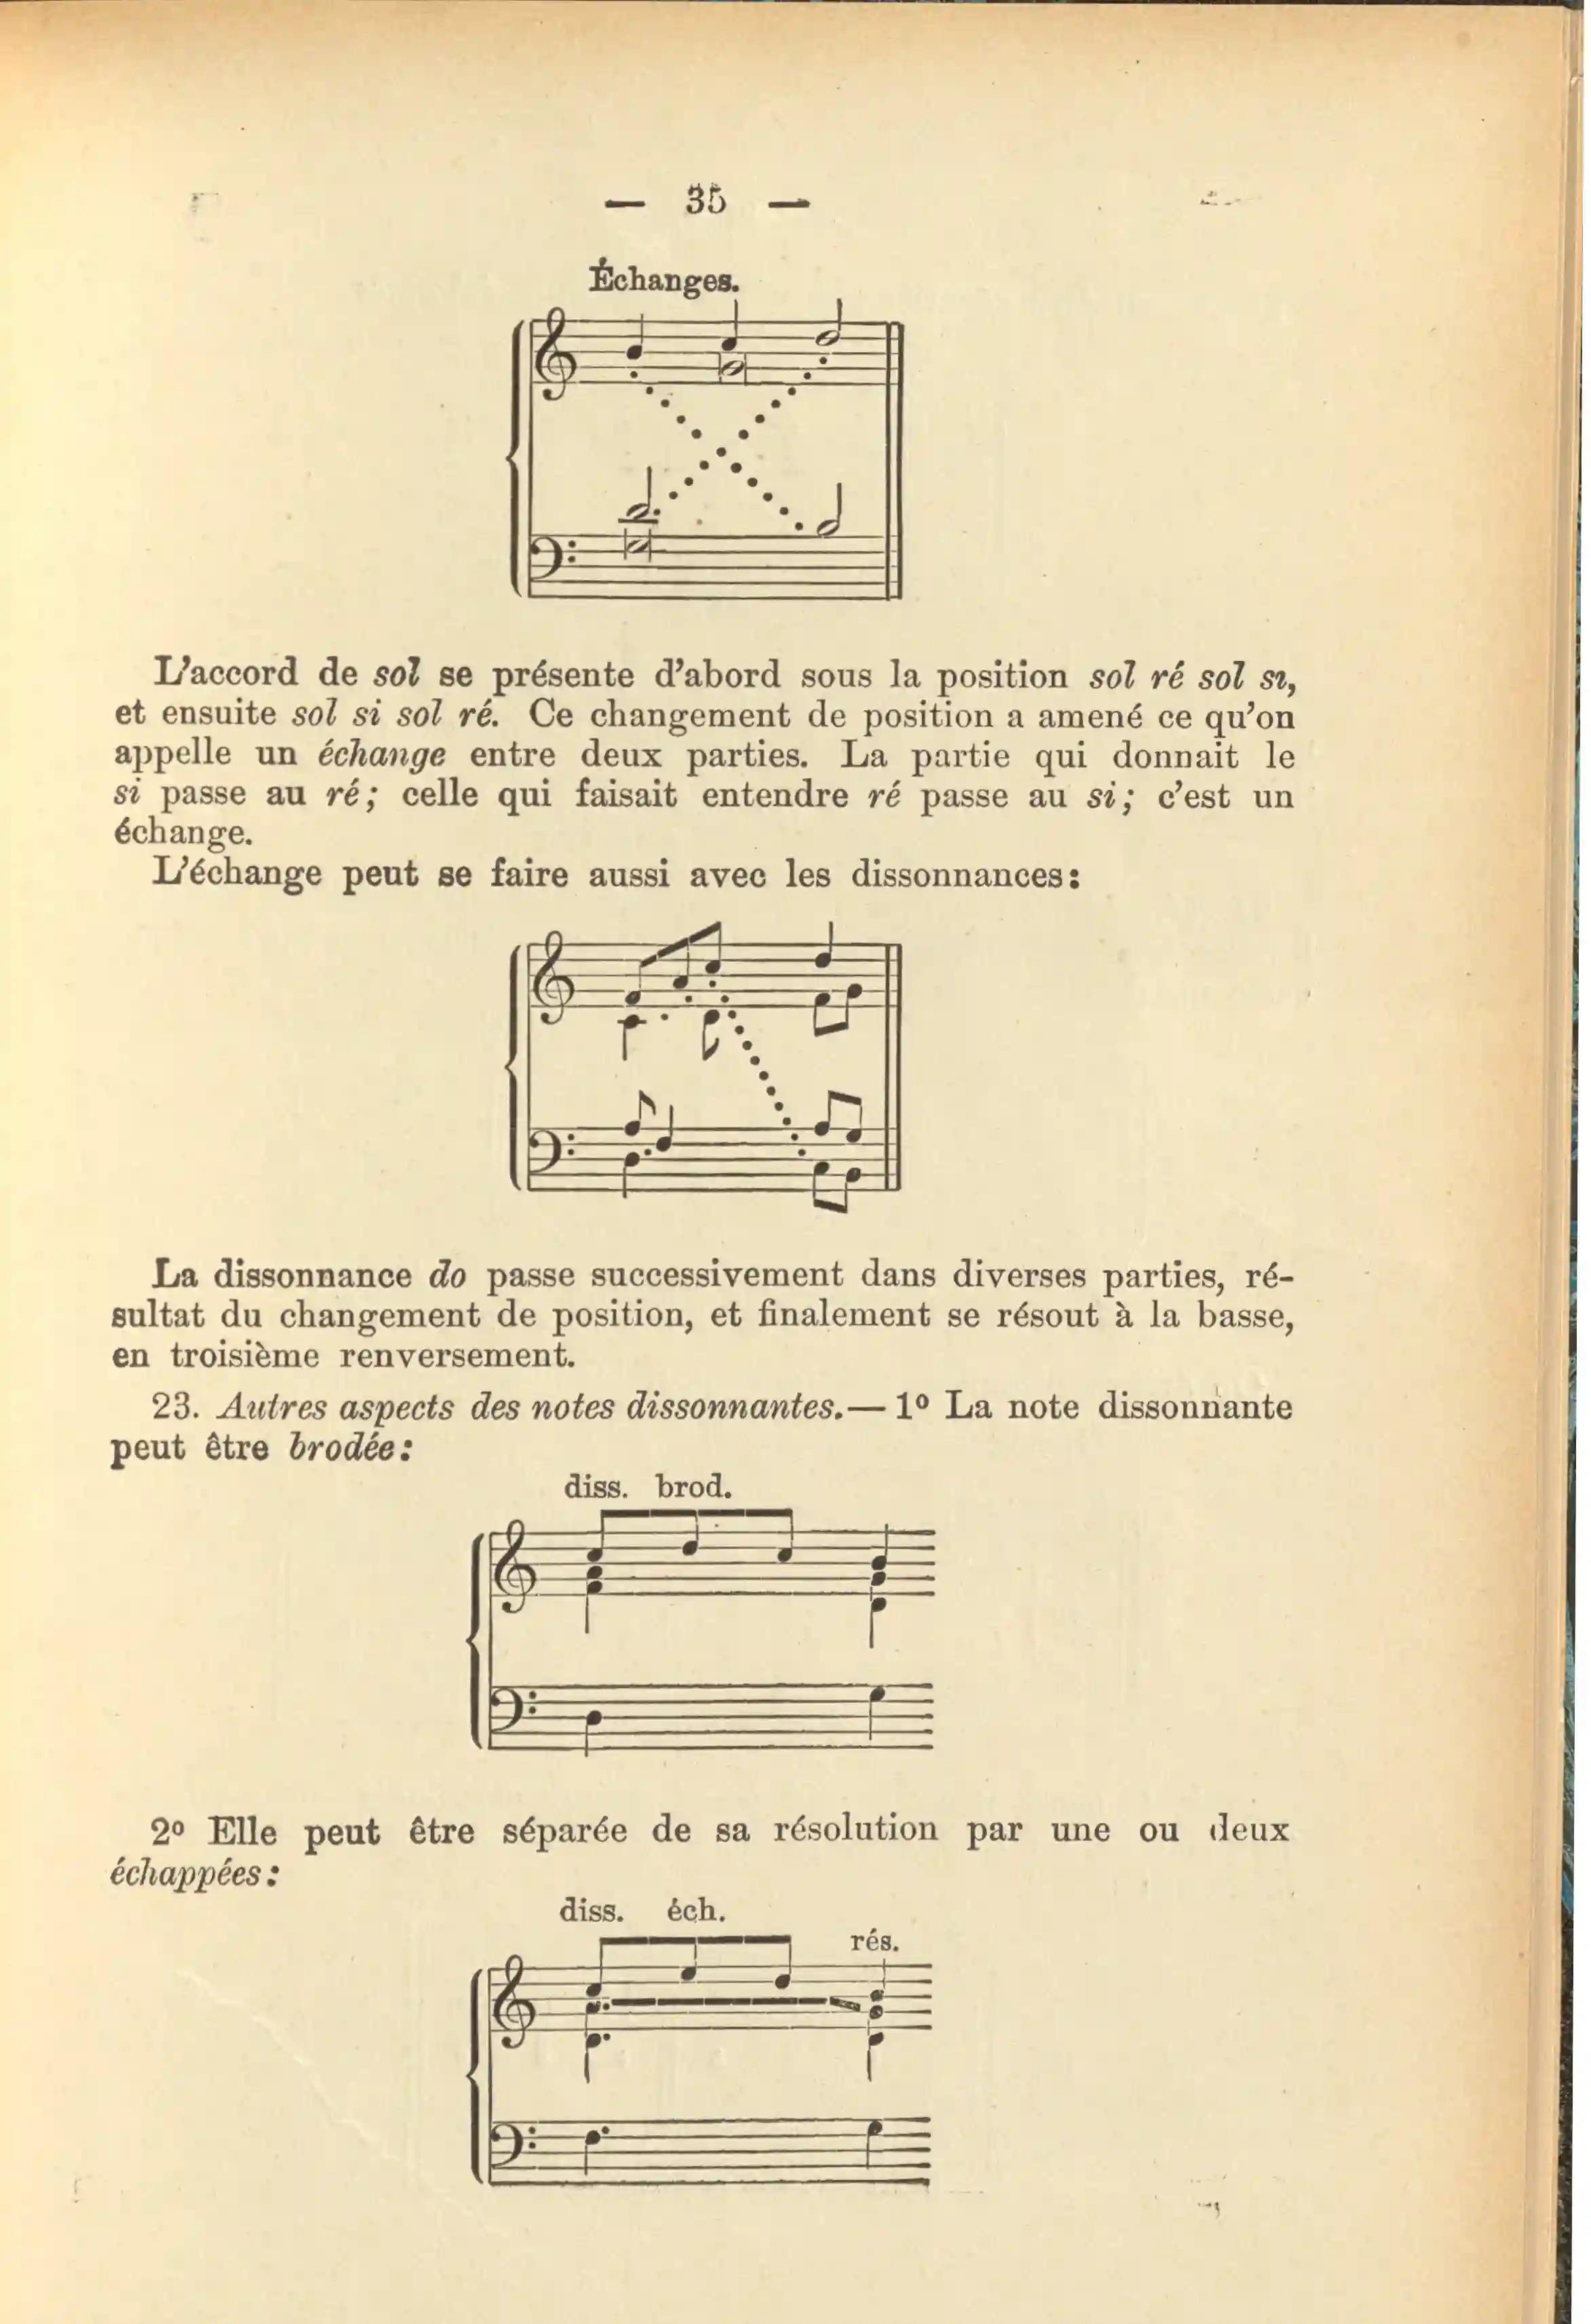 — 35 —
Échanges.
L'accord de sol se présente d'abord sous la position sol ré sol si,
et ensuite sol si sol ré. Ce changement de position a amené ce qu'on
appelle un échange entre deux parties. La partie qui donnait le
si passe au ré; celle qui faisait entendre ré passe au si; c'est un
échange.
L'échange peut se faire aussi avec les dissonnances:
La dissonnance do passe successivement dans diverses parties, ré-
sultat du changement de position, et finalement se résout à la basse,
en troisième renversement.
23. Autres aspects des notes dissonnantes.— 1º La note dissonnante
peut être brodée:
diss. brod.
2º Elle peut être séparée de sa résolution par une ou deux
échappées:
diss. éch.
rés.